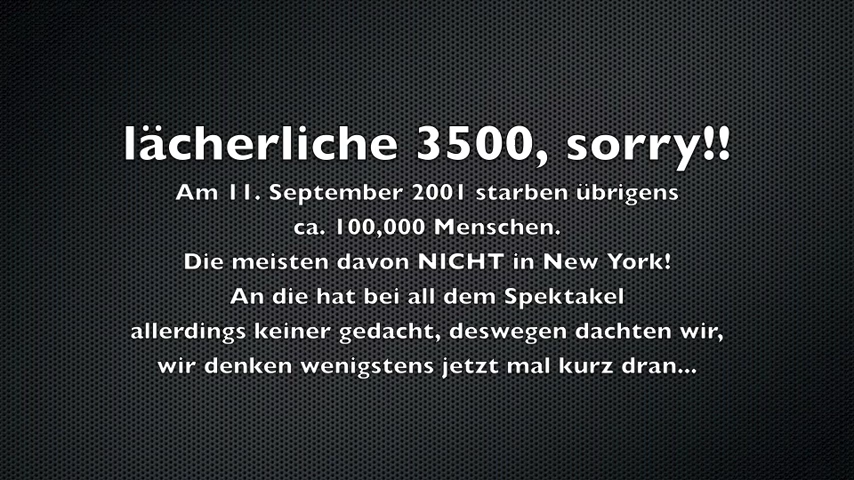 lächerliche 3500, sorry!!
Am 11. September 2001 starben übrigens
ca. 100,000 Menschen.
Die meisten davon NICHT in New York!
An die hat bei all dem Spektakel
allerdings keiner gedacht, deswegen dachten wir,
wir denken wenigstens jetzt mal kurz dran...